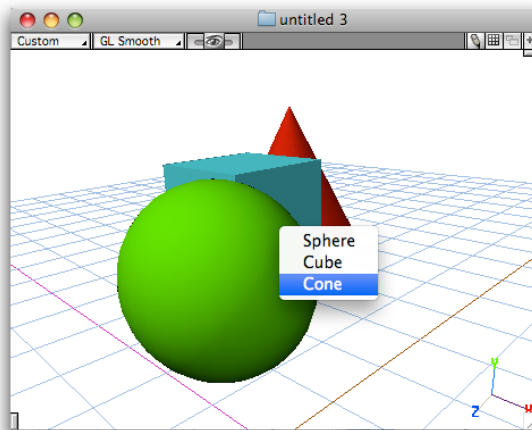 untitled 3
Custom
GL Smooth
Sphere
Cube
Cone
Y
Z
X